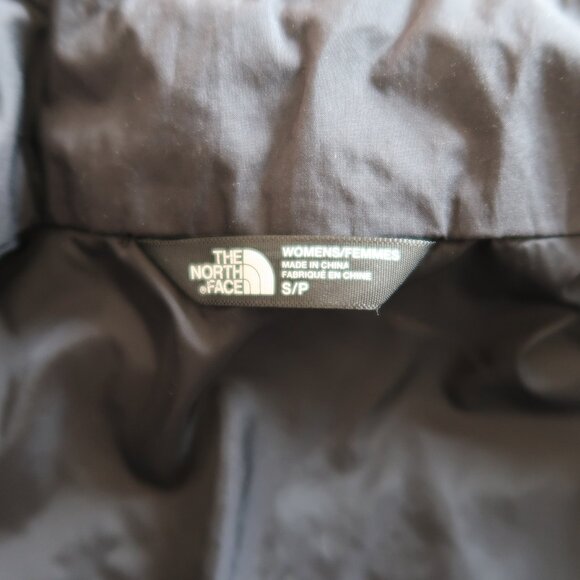 THE
NORTH
FACE
WOMENS/FEMMES
MADE IN CHINA
FABRIQUÉ EN CHINE
S/P